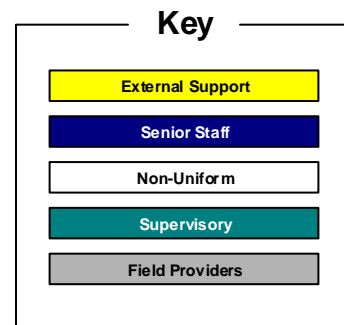 Key
External Support
Senior Staff
Non-Uniform
Supervisory
Field Providers